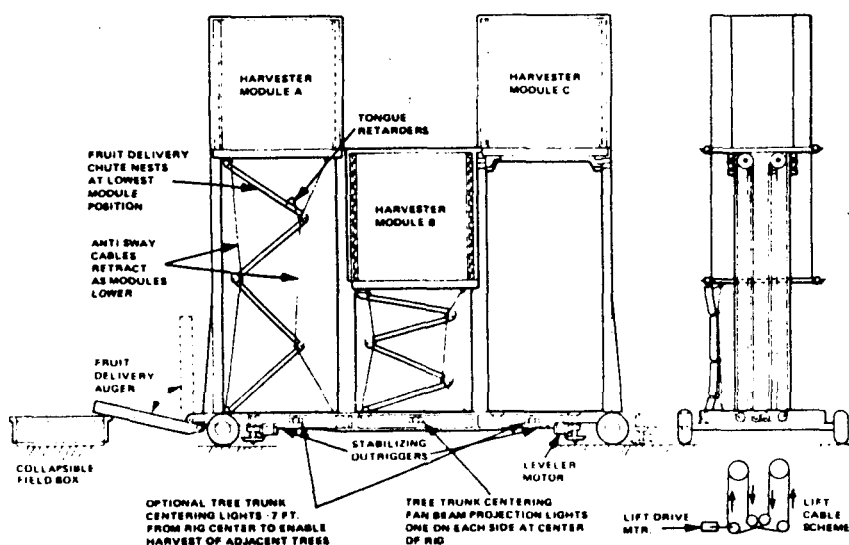 HARVESTER
MODULE A
HARVESTER
MODULE C
TONGUE
RETARDERS
FRUIT DELIVERY
CHUTE NESTS
AT LOWEST
MODULE
POSITION
HARVESTER
MODULE B
ANTI SWAY
CABLES
RETRACT
AS MODULES
LOWER
FRUIT
DELIVERY
AUGER
COLLAPSIBLE
FIELD BOX
STABILIZING
OUTRIGGERS
LEVELER
MOTOR
OPTIONAL TREE TRUNK
CENTERING LIGHTS -7 FT.
FROM RIG CENTER TO ENABLE
HARVEST OF ADJACENT TREES
TREE TRUNK CENTERING
FAN BEAM PROJECTION LIGHTS
ONE ON EACH SIDE AT CENTER
OF RIG
LIFT DRIVE
MTR.
LIFT
CABLE
SCHEME